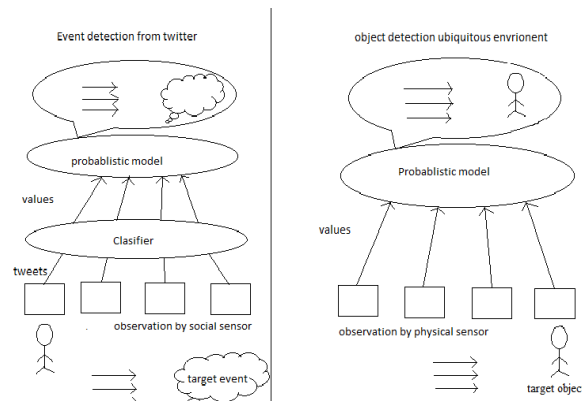 Event detection from twitter
probablistic model
values
Clasifier
tweets
observation by social sensor
target event
object detection ubiquitous envrionent
Probablistic model
values
observation by physical sensor
target objec